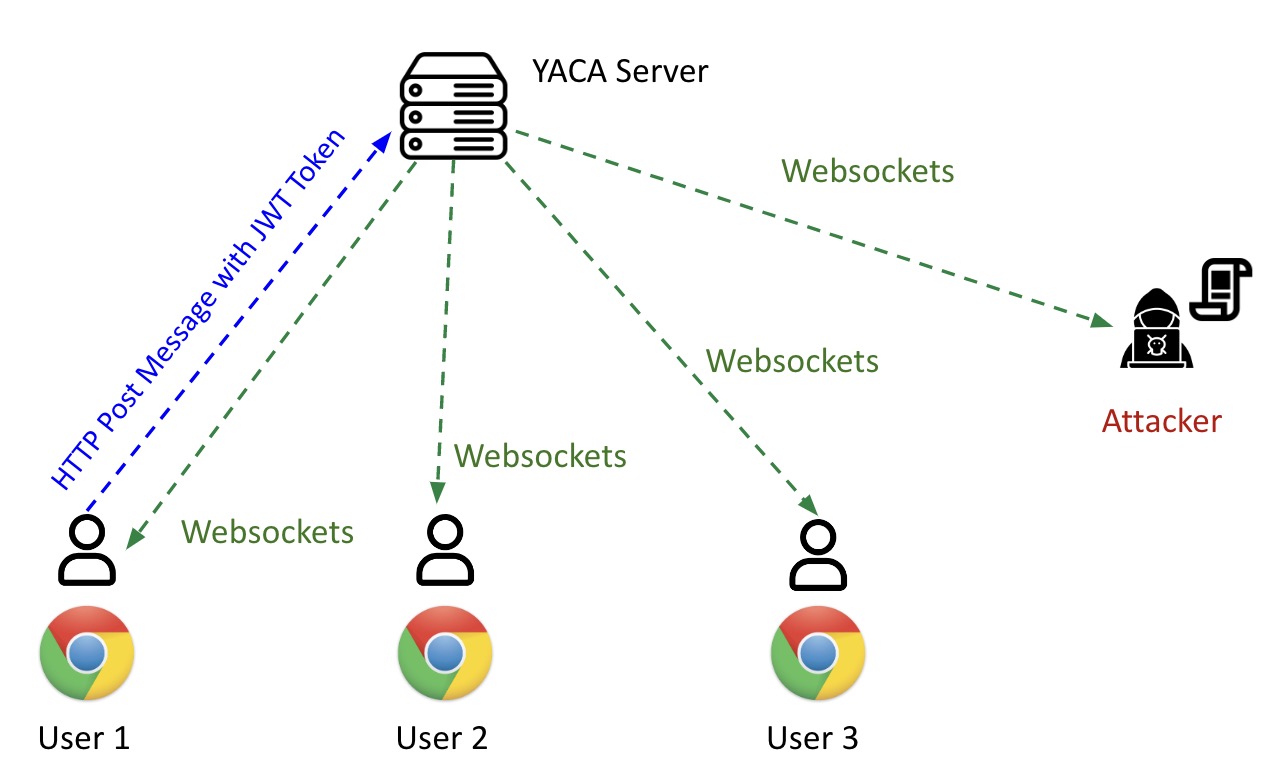 YACA Server
HTTP Post Message with JWT Token
Websockets
Websockets
Websockets
Websockets
Attacker
User 1
User 2
User 3